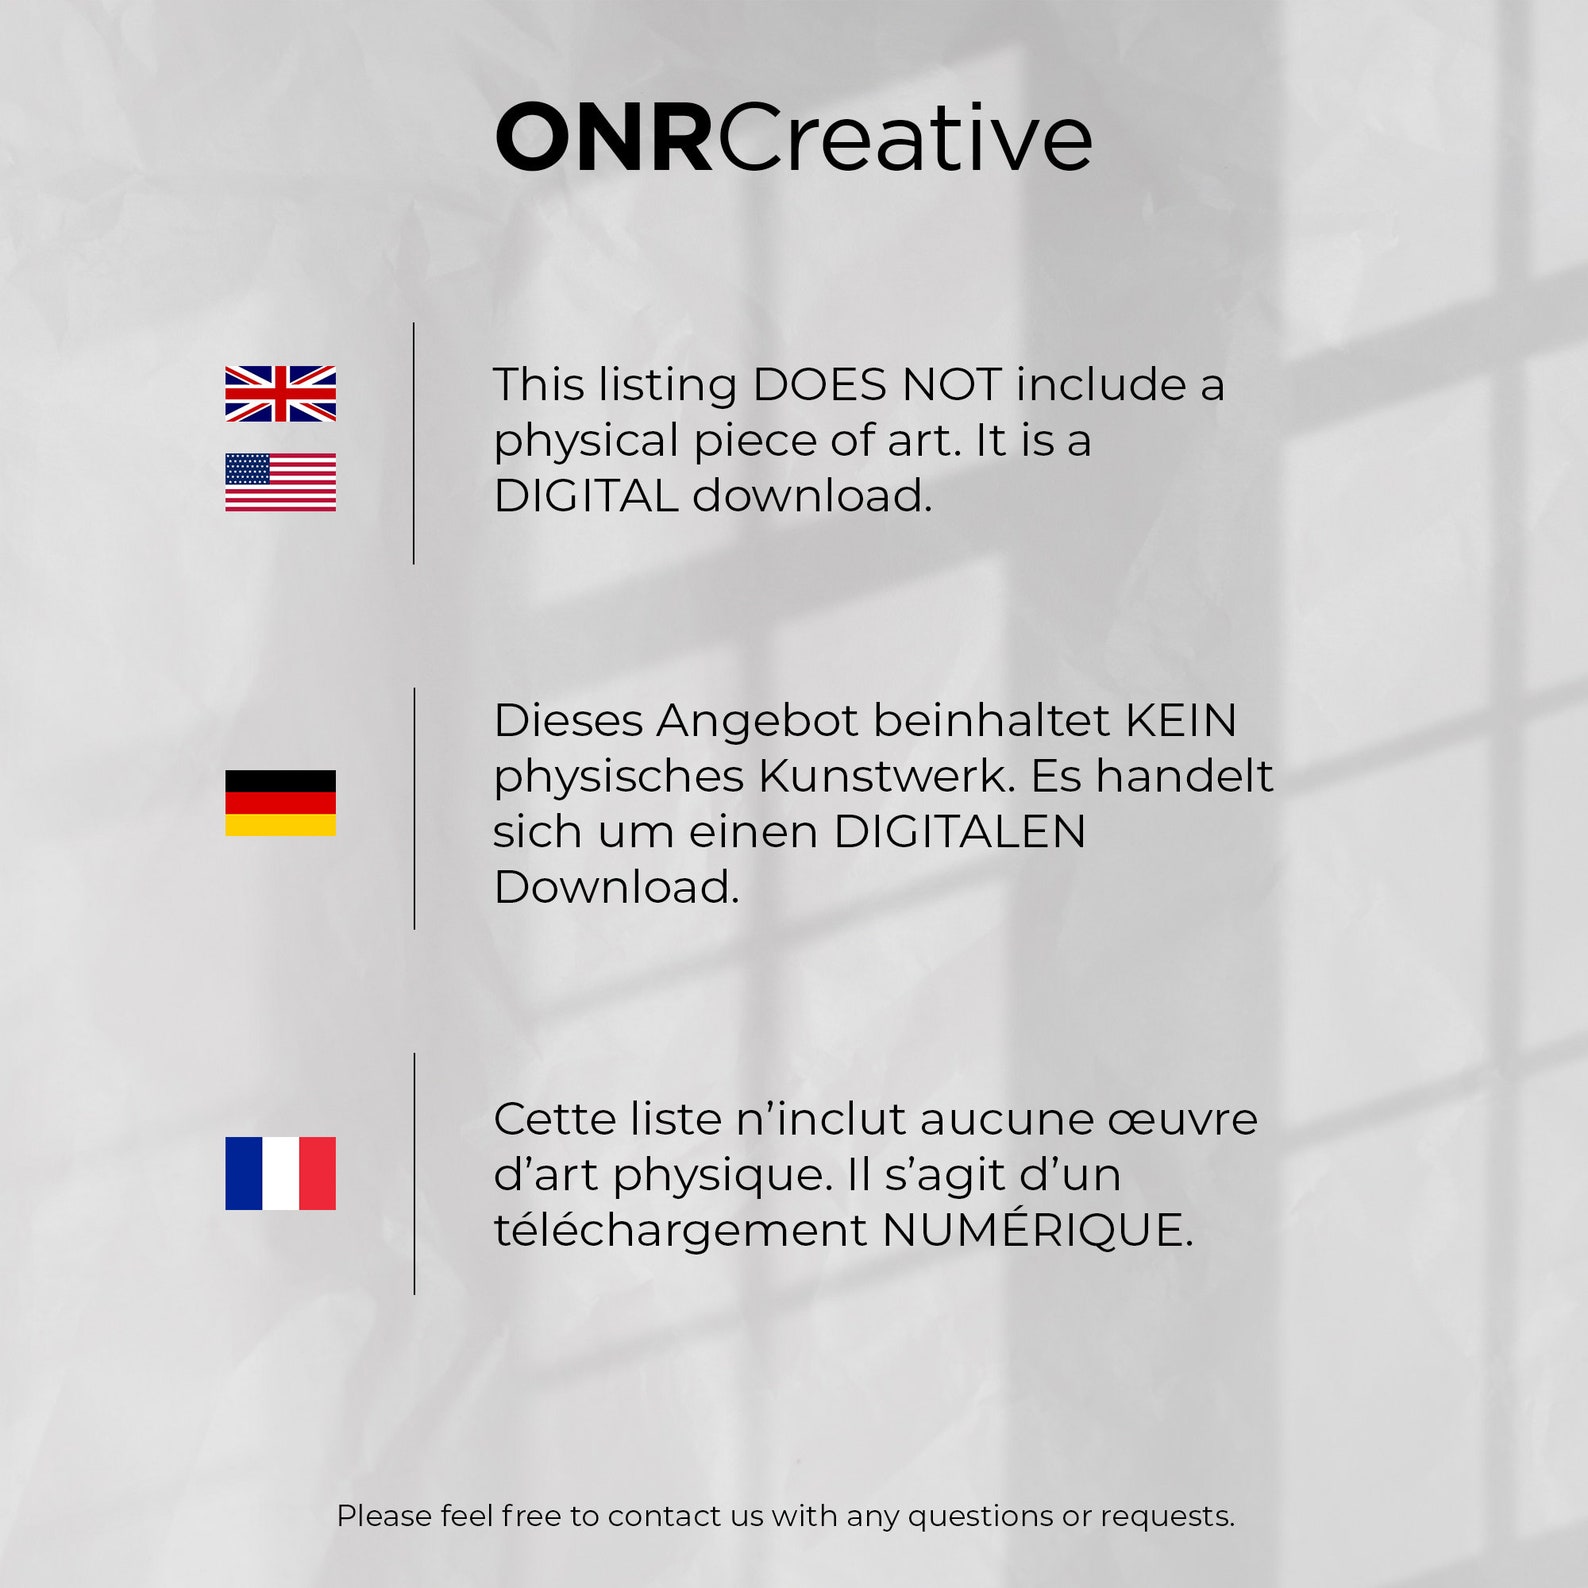 ONRCreative
This listing DOES NOT include a
physical piece of art. It is a
DIGITAL download.
Dieses Angebot beinhaltet KEIN
physisches Kunstwerk. Es handelt
sich um einen DIGITALEN
Download.
Cette liste n’inclut aucune œuvre
d’art physique. Il s’agit d’un
téléchargement NUMÉRIQUE.
Please feel free to contact us with any questions or requests.